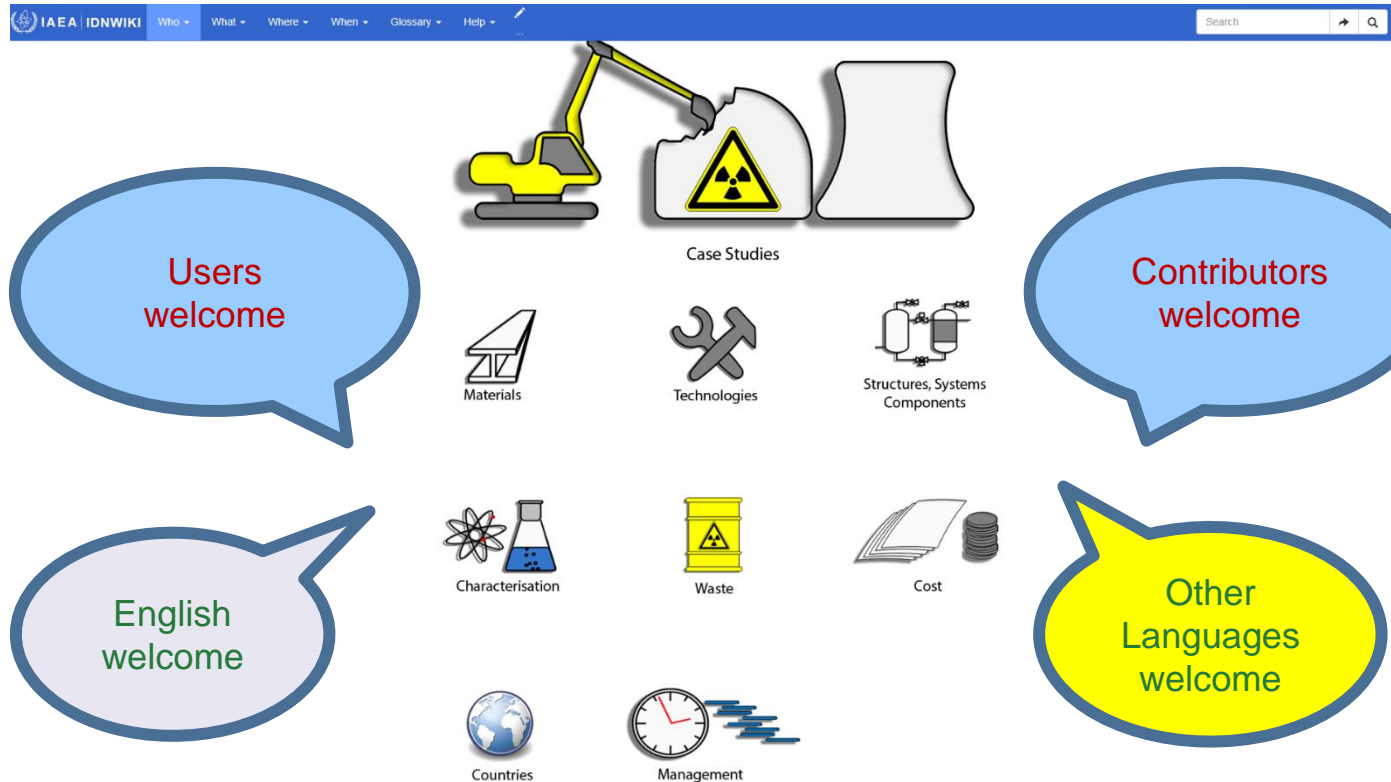 IAEA IDNWIKI Who What Where When Glossary Help ... Search
Case Studies
Users
welcome
Contributors
welcome
Materials
Technologies
Structures, Systems
Components
Characterisation
Waste
Cost
English
welcome
Other
Languages
welcome
Countries
Management